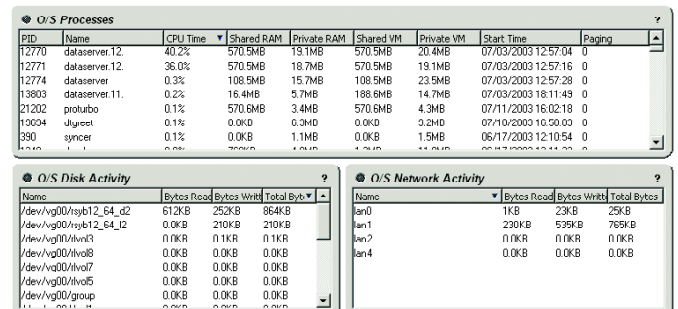 O/S Processes ?
PID Name CPU Time Shared RAM Private RAM Shared VM Private VM Start Time Paging
12770 dataserver.12. 40.2% 570.5MB 19.1MB 570.5MB 20.4MB 07/03/2003 12:57:04 0
12771 dataserver.12. 36.0% 570.5MB 18.7MB 570.5MB 19.1MB 07/03/2003 12:57:16 0
12774 dataserver 0.3% 108.5MB 15.7MB 108.5MB 23.5MB 07/03/2003 12:57:28 0
13803 dataserver.11. 0.2% 16.4MB 5.7MB 188.6MB 14.7MB 07/03/2003 18:11:49 0
21202 proturbo 0.1% 570.6MB 3.4MB 570.6MB 4.3MB 07/11/2003 16:02:18 0
dtgreet 0.1% 0.0KB 0
390 syncer 0.1% 0.0KB 1.1MB 0.0KB 1.5MB 06/17/2003 12:10:54 0
O/S Disk Activity ?
Name Bytes Read Bytes Writt Total Byt
/dev/vg00/rsyb12_64_d2 612KB 252KB 864KB
/dev/vg00/rsyb12_64_l2 0.0KB 210KB 210KB
/dev/vg00/rlvol3 0.0KB 0.1KB 0.1KB
/dev/vg00/rlvol8 0.0KB 0.0KB 0.0KB
/dev/vg00/rlvol7 0.0KB 0.0KB 0.0KB
/dev/vg00/rlvol5 0.0KB 0.0KB 0.0KB
/dev/vg00/group 0.0KB 0.0KB 0.0KB
O/S Network Activity ?
Name Bytes Read Bytes Writt Total Bytes
lan0 1KB 23KB 25KB
lan1 230KB 535KB 765KB
lan2 0.0KB 0.0KB 0.0KB
lan4 0.0KB 0.0KB 0.0KB